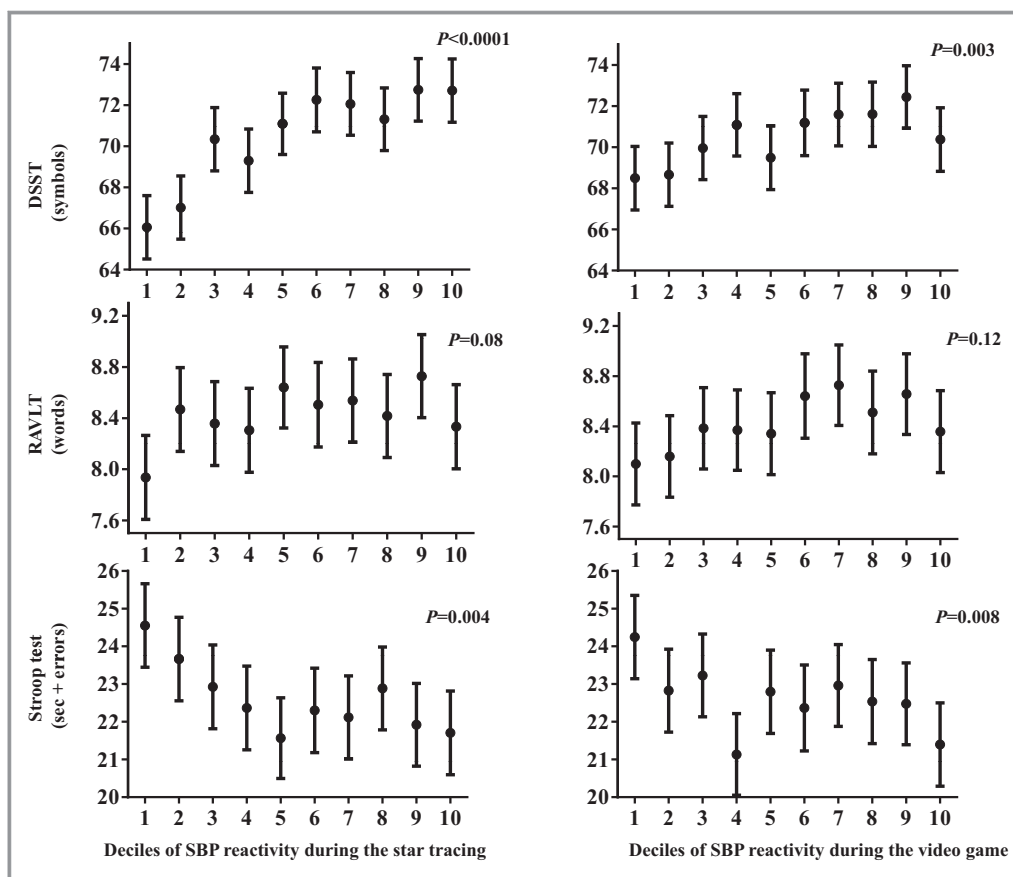 P<0.0001
DSST
(symbols)
74
72
70
68
66
64
1 2 3 4 5 6 7 8 9 10
P=0.003
74
72
70
68
66
64
1 2 3 4 5 6 7 8 9 10
P=0.08
RAVLT
(words)
9.2
8.8
8.4
8.0
7.6
1 2 3 4 5 6 7 8 9 10
P=0.12
9.2
8.8
8.4
8.0
7.6
1 2 3 4 5 6 7 8 9 10
P=0.004
Stroop test
(sec + errors)
26
25
24
23
22
21
20
1 2 3 4 5 6 7 8 9 10
Deciles of SBP reactivity during the star tracing
P=0.008
26
25
24
23
22
21
20
1 2 3 4 5 6 7 8 9 10
Deciles of SBP reactivity during the video game